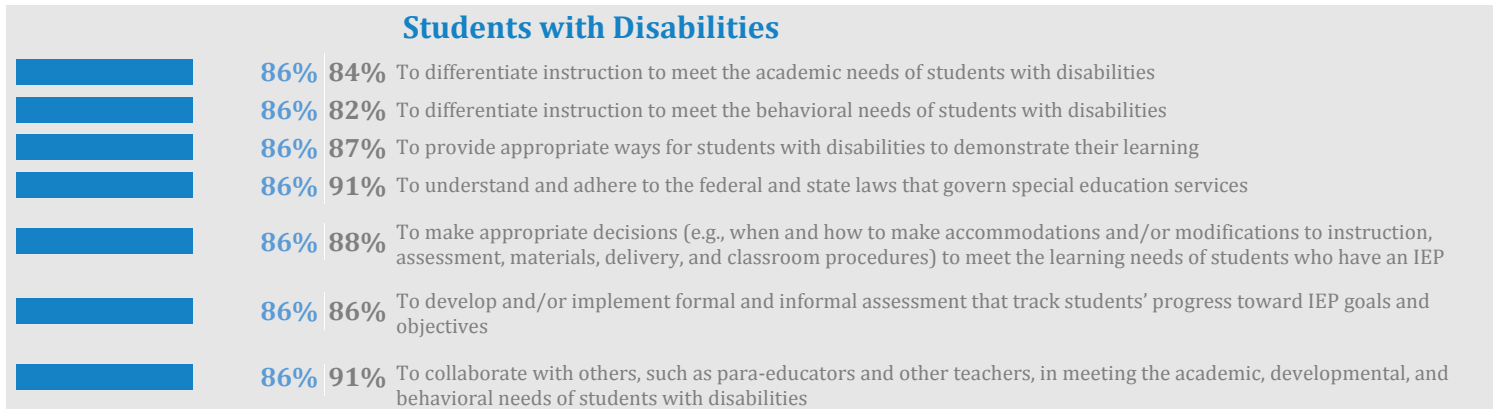 Students with Disabilities
86% 84% To differentiate instruction to meet the academic needs of students with disabilities
86% 82% To differentiate instruction to meet the behavioral needs of students with disabilities
86% 87% To provide appropriate ways for students with disabilities to demonstrate their learning
86% 91% To understand and adhere to the federal and state laws that govern special education services
86% 88% To make appropriate decisions (e.g., when and how to make accommodations and/or modifications to instruction,
assessment, materials, delivery, and classroom procedures) to meet the learning needs of students who have an IEP
86% 86% To develop and/or implement formal and informal assessment that track students’ progress toward IEP goals and
objectives
86% 91% To collaborate with others, such as para-educators and other teachers, in meeting the academic, developmental, and
behavioral needs of students with disabilities